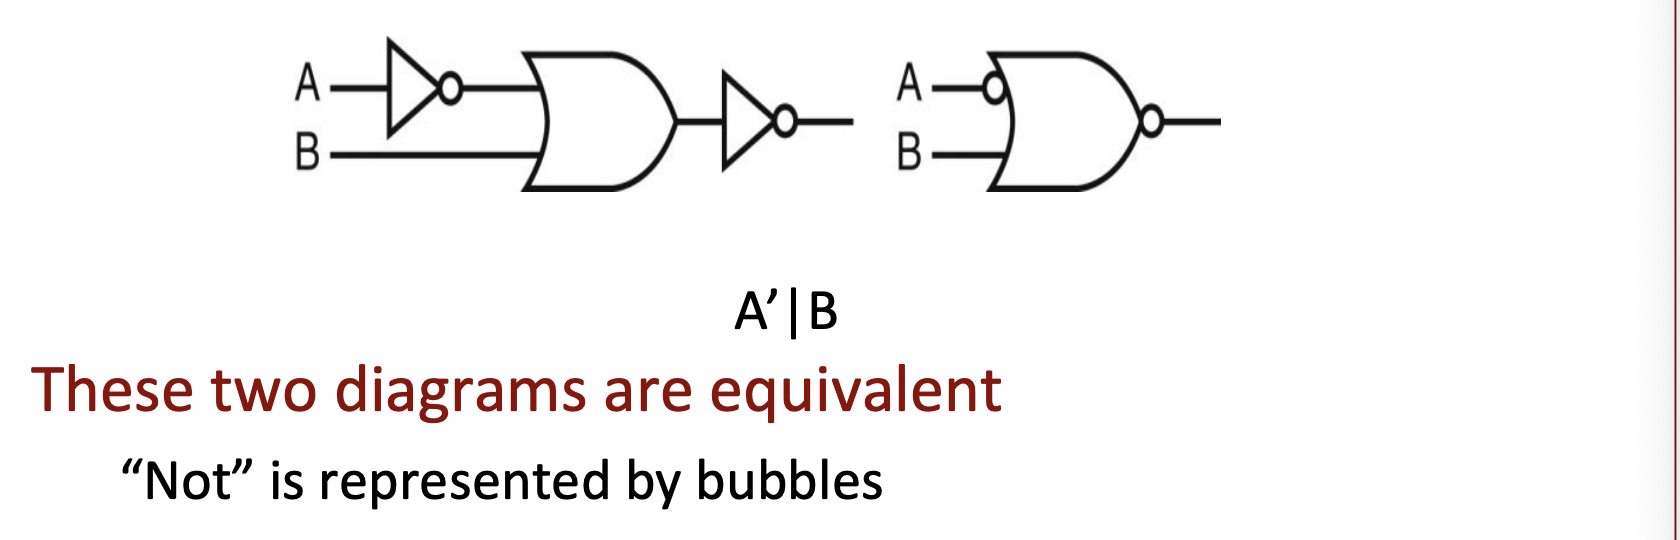 A
B
A
B
A’|B
These two diagrams are equivalent
“Not” is represented by bubbles